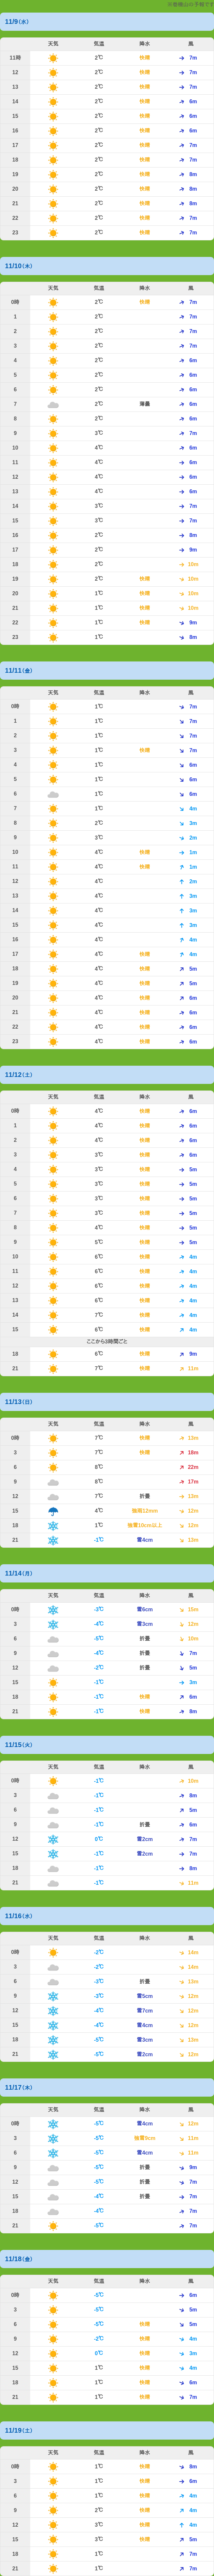 11/9(水)
天気 気温 降水 風
11時 2℃ 快晴 7m
12 2℃ 快晴 7m
13 2℃ 快晴 7m
14 2℃ 快晴 6m
15 2℃ 快晴 6m
16 2℃ 快晴 6m
17 2℃ 快晴 7m
18 2℃ 快晴 7m
19 2℃ 快晴 8m
20 2℃ 快晴 8m
21 2℃ 快晴 8m
22 2℃ 快晴 7m
23 2℃ 快晴 7m
11/10(木)
天気 気温 降水 風
0時 2℃ 快晴 7m
1 2℃ 7m
2 2℃ 7m
3 2℃ 7m
4 2℃ 6m
5 2℃ 6m
6 2℃ 6m
7 2℃ 薄曇 6m
8 2℃ 6m
9 3℃ 7m
10 4℃ 6m
11 4℃ 6m
12 4℃ 6m
13 4℃ 6m
14 3℃ 7m
15 3℃ 7m
16 2℃ 8m
17 2℃ 9m
18 2℃ 10m
19 2℃ 快晴 10m
20 1℃ 快晴 10m
21 1℃ 快晴 10m
22 1℃ 快晴 9m
23 1℃ 8m
11/11(金)
天気 気温 降水 風
0時 1℃ 7m
1 1℃ 7m
2 1℃ 7m
3 1℃ 快晴 7m
4 1℃ 6m
5 1℃ 6m
6 1℃ 6m
7 1℃ 4m
8 2℃ 3m
9 3℃ 2m
10 4℃ 快晴 1m
11 4℃ 快晴 1m
12 4℃ 2m
13 4℃ 3m
14 4℃ 3m
15 4℃ 3m
16 4℃ 4m
17 4℃ 快晴 4m
18 4℃ 快晴 5m
19 4℃ 快晴 5m
20 4℃ 快晴 6m
21 4℃ 快晴 6m
22 4℃ 快晴 6m
23 4℃ 快晴 6m
11/12(土)
天気 気温 降水 風
0時 4℃ 快晴 6m
1 4℃ 快晴 6m
2 4℃ 快晴 6m
3 3℃ 快晴 6m
4 3℃ 快晴 5m
5 3℃ 快晴 5m
6 3℃ 快晴 5m
7 3℃ 快晴 5m
8 4℃ 快晴 5m
9 5℃ 快晴 5m
10 6℃ 快晴 4m
11 6℃ 快晴 4m
12 6℃ 快晴 4m
13 6℃ 快晴 4m
14 7℃ 快晴 4m
15 6℃ 快晴 4m
ここから3時間ごと
18 6℃ 快晴 9m
21 7℃ 快晴 11m
11/13(日)
天気 気温 降水 風
0時 7℃ 快晴 13m
3 7℃ 快晴 18m
6 8℃ 22m
9 8℃ 17m
12 7℃ 折曇 13m
15 4℃ 強雨12mm 12m
18 1℃ 強雪10cm以上 12m
21 -1℃ 雪4cm 13m
11/14(月)
天気 気温 降水 風
0時 -3℃ 雪6cm 15m
3 -4℃ 雪3cm 12m
6 -5℃ 折曇 10m
9 -4℃ 折曇 7m
12 -2℃ 折曇 5m
15 -1℃ 3m
18 -1℃ 快晴 6m
21 -1℃ 快晴 8m
11/15(火)
天気 気温 降水 風
0時 -1℃ 10m
3 -1℃ 8m
6 -1℃ 5m
9 -1℃ 折曇 6m
12 0℃ 雪2cm 7m
15 -1℃ 雪2cm 7m
18 -1℃ 8m
21 -1℃ 11m
11/16(水)
天気 気温 降水 風
0時 -2℃ 14m
3 -2℃ 14m
6 -3℃ 折曇 13m
9 -3℃ 雪5cm 12m
12 -4℃ 雪7cm 12m
15 -4℃ 雪4cm 12m
18 -5℃ 雪3cm 13m
21 -5℃ 雪2cm 12m
11/17(木)
天気 気温 降水 風
0時 -5℃ 雪4cm 12m
3 -5℃ 強雪9cm 11m
6 -5℃ 雪4cm 11m
9 -5℃ 折曇 9m
12 -5℃ 折曇 7m
15 -4℃ 折曇 7m
18 -4℃ 7m
21 -5℃ 7m
11/18(金)
天気 気温 降水 風
0時 -5℃ 6m
3 -5℃ 5m
6 -5℃ 快晴 5m
9 -2℃ 快晴 4m
12 0℃ 快晴 3m
15 1℃ 快晴 4m
18 1℃ 快晴 6m
21 1℃ 快晴 7m
11/19(土)
天気 気温 降水 風
0時 1℃ 快晴 8m
3 1℃ 快晴 6m
6 1℃ 快晴 4m
9 2℃ 快晴 4m
12 3℃ 快晴 4m
15 3℃ 快晴 5m
18 1℃ 7m
21 1℃ 7m